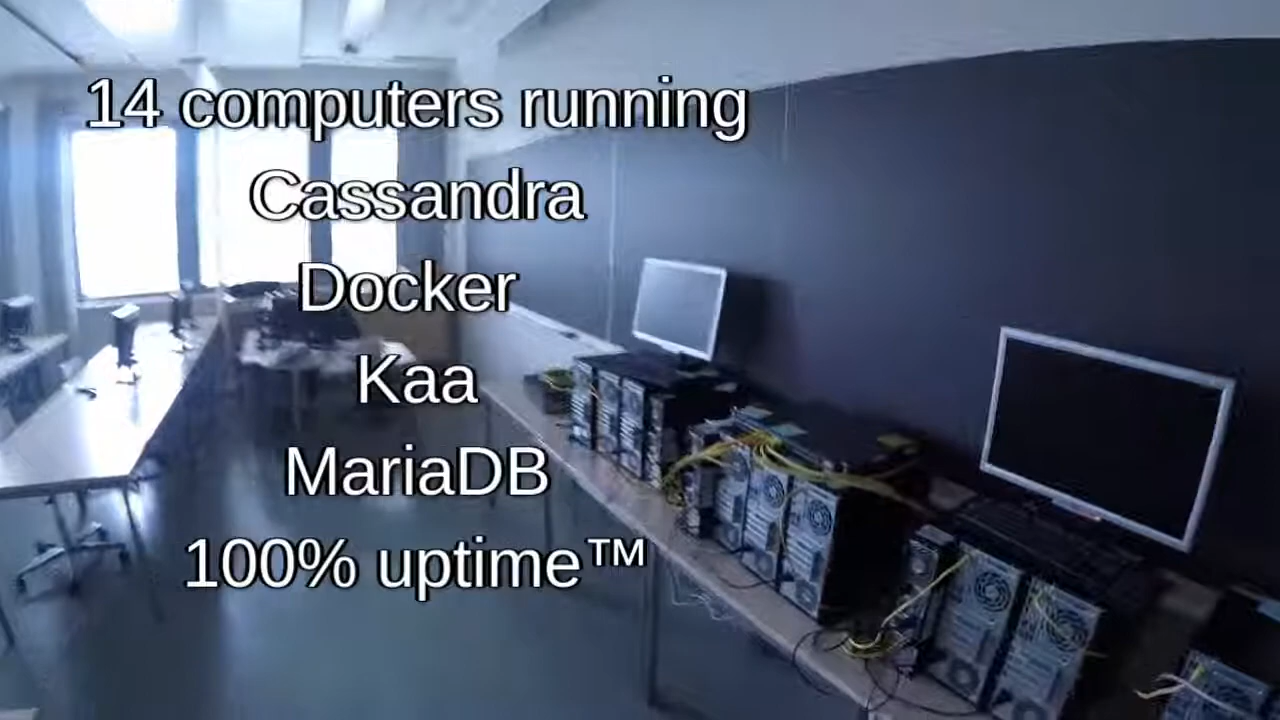 14 computers running
Cassandra
Docker
Kaa
MariaDB
100% uptime™